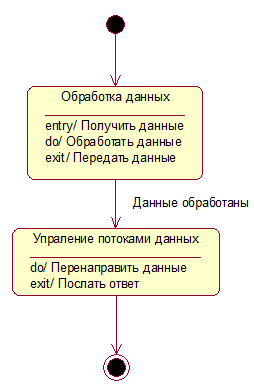 Обработка данных
entry/ Получить данные
do/ Обработать данные
exit/ Передать данные
Данные обработаны
Упраление потоками данных
do/ Перенаправить данные
exit/ Послать ответ